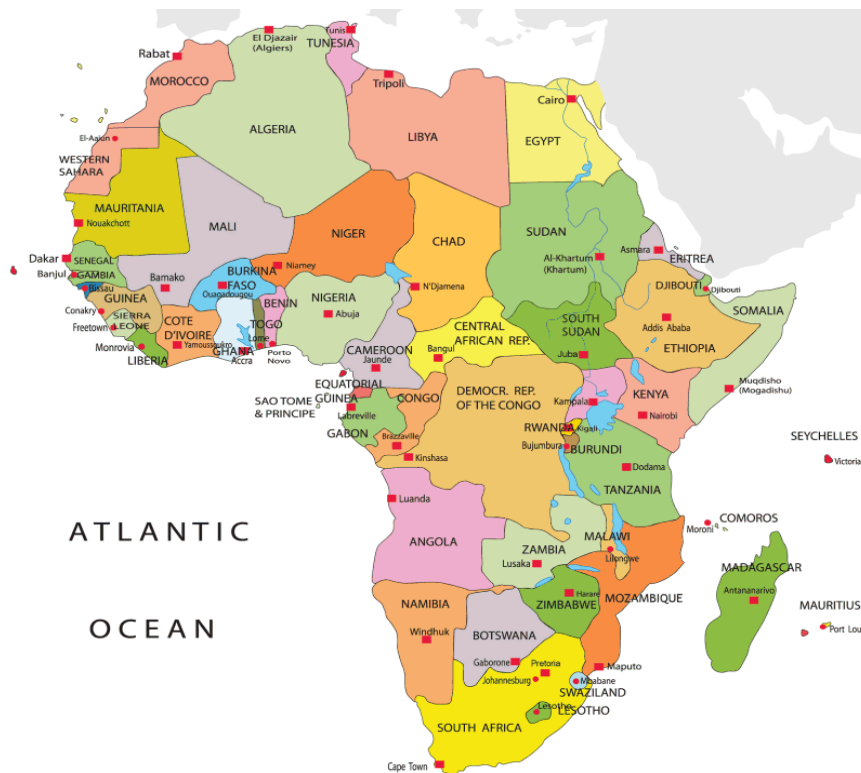 El Djazair
(Algiers)
Tunis
TUNISIA
Rabat
MOROCCO
Tripoli
Cairo
ALGERIA
LIBYA
EGYPT
El-Aajun
WESTERN
SAHARA
MAURITANIA
Nouakchott
MALI
NIGER
CHAD
SUDAN
Al-Khartum
(Khartum)
Asmara
ERITREA
Dakar
SENEGAL
Banjul
GAMBIA
Bissau
Bamako
BURKINA
FASO
Ouagadougou
Niamey
N'Djamena
DJIBOUTI
Djibouti
SOMALIA
GUINEA
Conakry
SIERRA
LEONE
Freetown
COTE
D'IVOIRE
Yamoussoukro
Monrovia
LIBERIA
GHANA
Accra
TOGO
Lome
BENIN
Porto
Novo
NIGERIA
Abuja
CENTRAL
AFRICAN REP.
Bangul
SOUTH
SUDAN
Juba
Addis Ababa
ETHIOPIA
CAMEROON
Jaunde
EQUATORIAL
GUINEA
SAO TOME
& PRINCIPE
Labreville
GABON
CONGO
Brazzaville
Kinshasa
DEMOCR. REP.
OF THE CONGO
Kampala
KENYA
Nairobi
Muqdisho
(Mogadishu)
RWANDA
Kigali
Bujumbura
BURUNDI
Dodama
TANZANIA
SEYCHELLES
Victoria
Luanda
ANGOLA
ZAMBIA
Lusaka
MALAWI
Lilongwe
COMOROS
Moroni
MADAGASCAR
Antananarivo
MAURITIUS
Port Lou
ATLANTIC
OCEAN
NAMIBIA
Windhuk
BOTSWANA
Gaborone
ZIMBABWE
Harare
MOZAMBIQUE
Maputo
Pretoria
Johannesburg
Mbabane
SWAZILAND
Lesotho
LESOTHO
SOUTH AFRICA
Cape Town